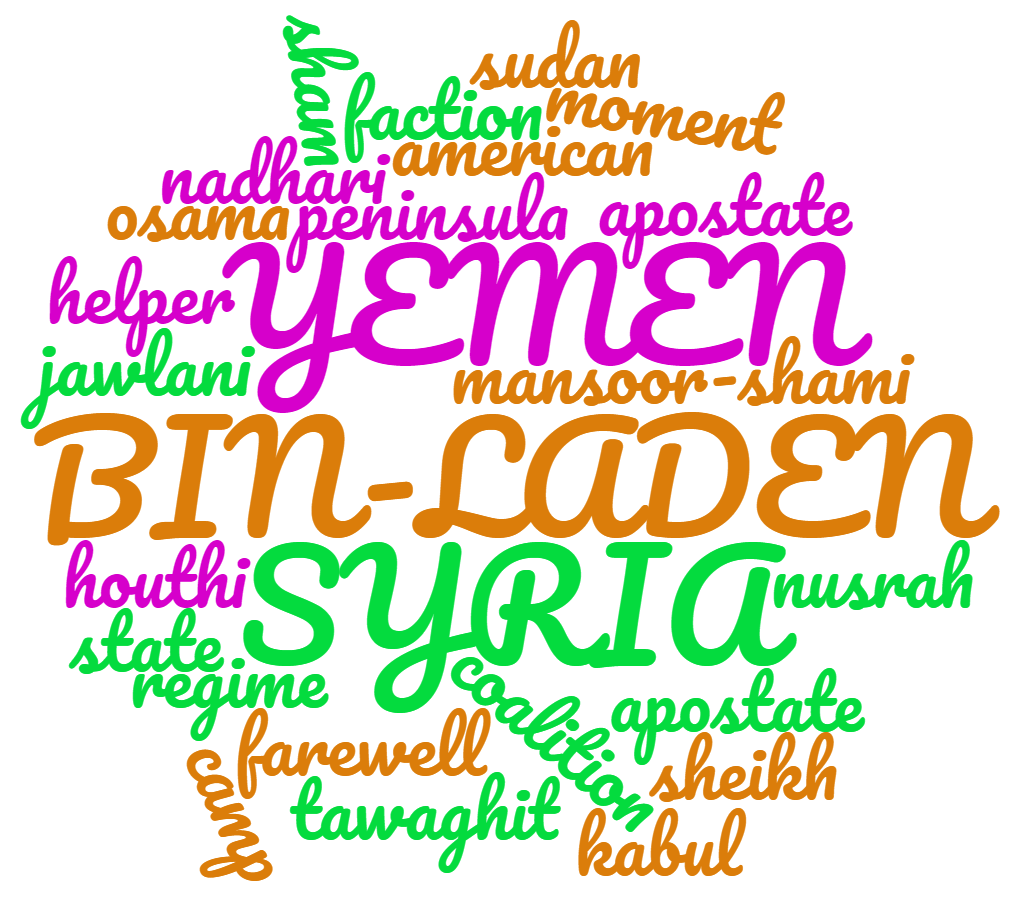 sham
sudan
faction
moment
american
nadhari
osama
peninsula
apostate
YEMEN
helper
jawlani
mansoor-shami
BIN-LADEN
houthi
SYRIA
nusrah
state
regime
coalition
apostate
farewell
sheikh
camp
tawaghit
kabul